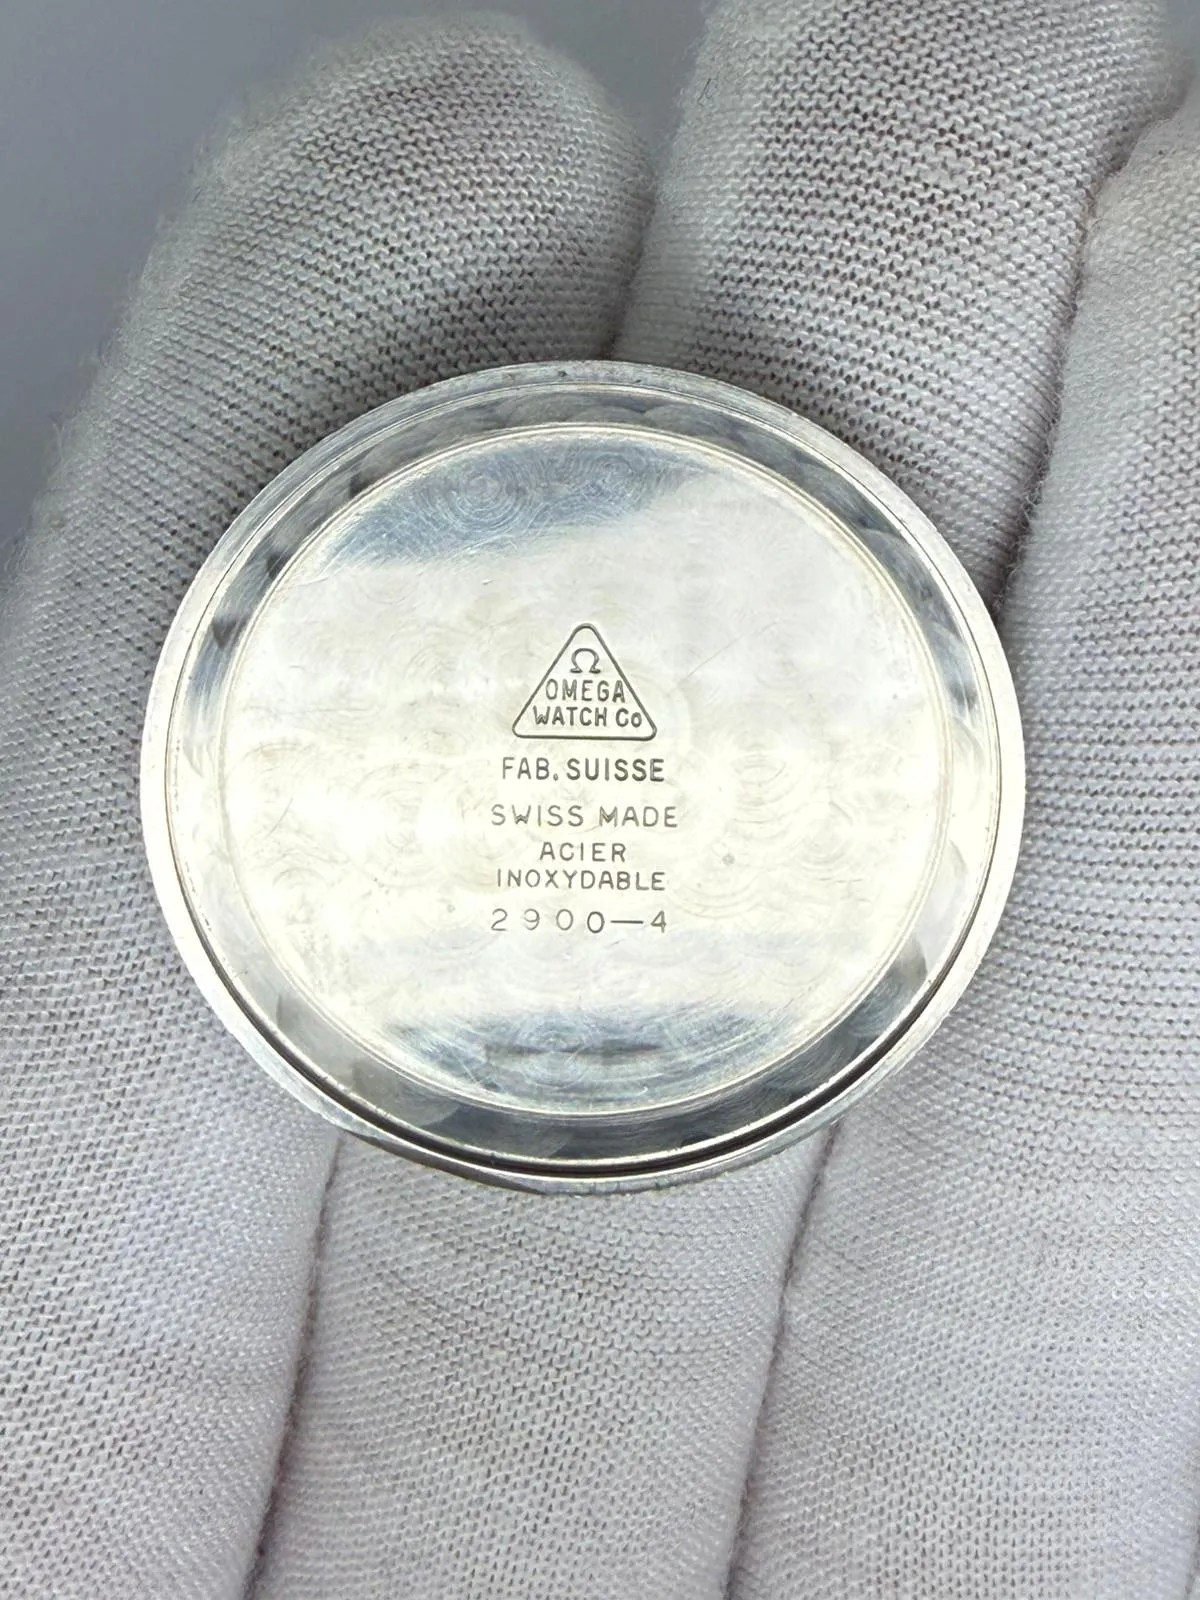 Ω
OMEGA
WATCH Co
FAB. SUISSE
SWISS MADE
ACIER
INOXYDABLE
2900–4